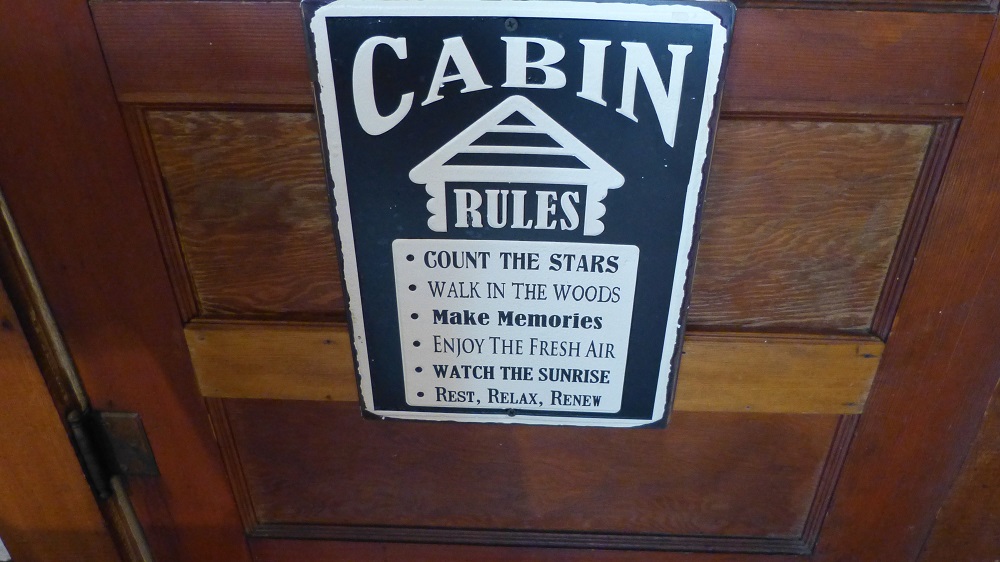 CABIN
RULES
• COUNT THE STARS
• WALK IN THE WOODS
• Make Memories
• ENJOY THE FRESH AIR
• WATCH THE SUNRISE
• REST, RELAX, RENEW